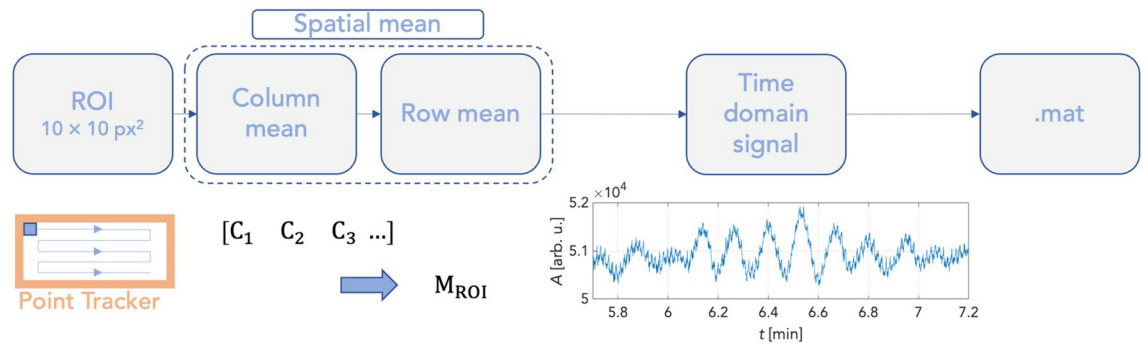 Spatial mean
ROI
10 × 10 px²
Column
mean
Row mean
Time
domain
signal
.mat
Point Tracker
[C₁ C₂ C₃ ...]
M_ROI
×10⁴
5.2
5.1
5
A [arb. u.]
5.8 6 6.2 6.4 6.6 6.8 7 7.2
t [min]